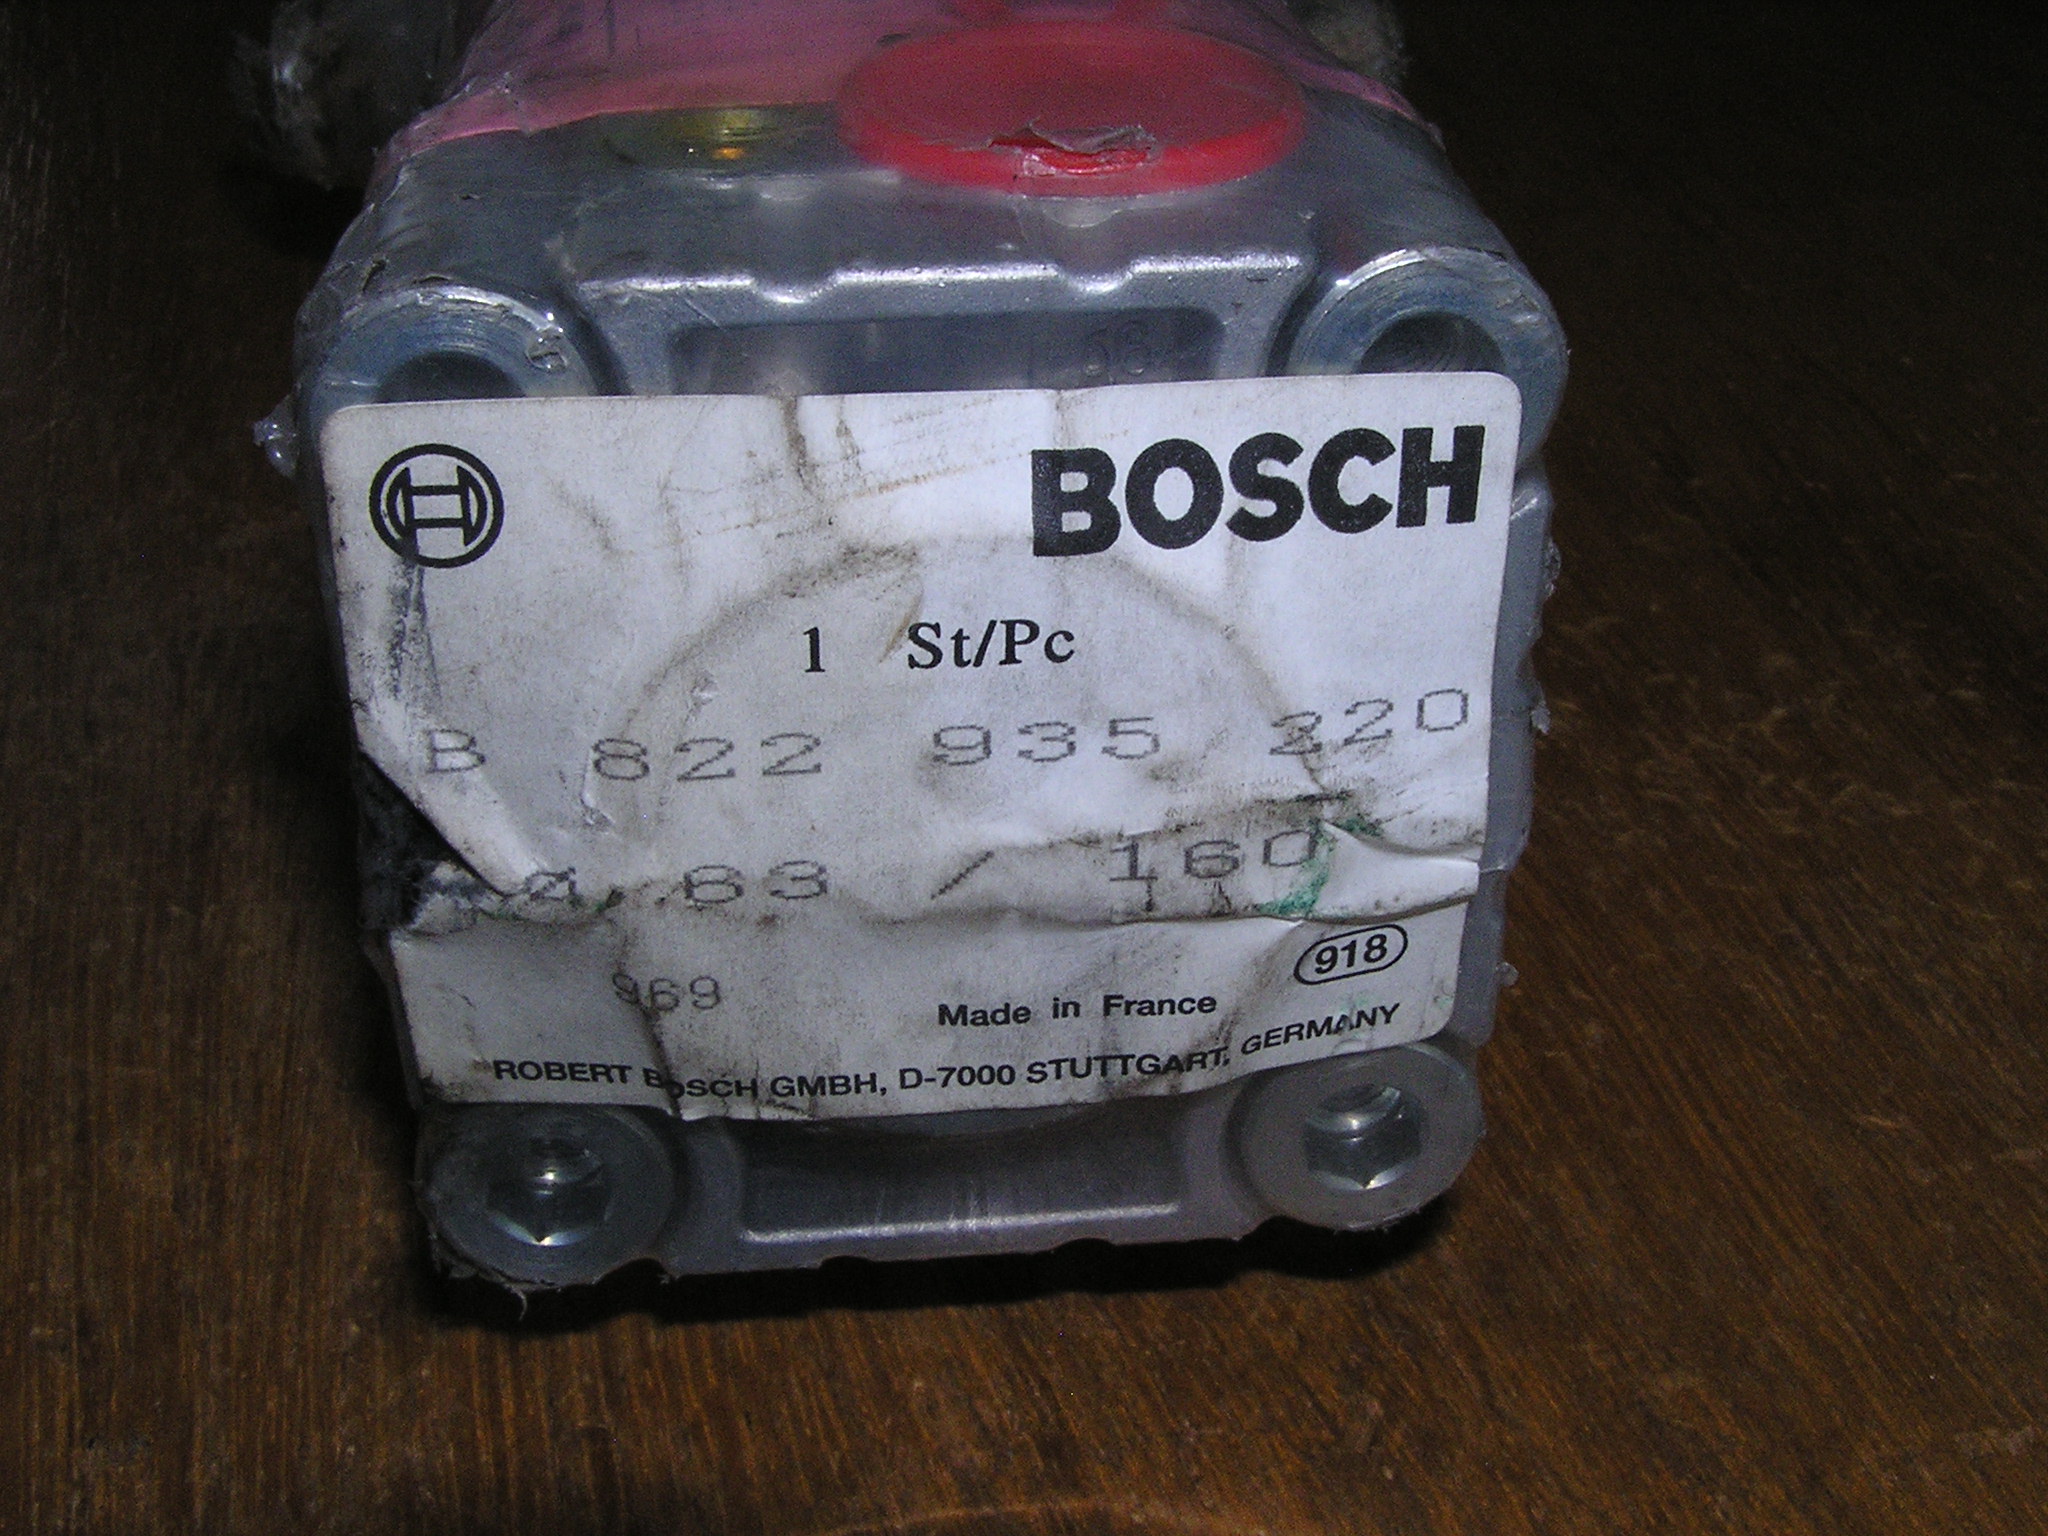 BOSCH
1 St/Pc
B 822 935 220
4.63 / 160
918
969
Made in France
ROBERT BOSCH GMBH, D-7000 STUTTGART, GERMANY